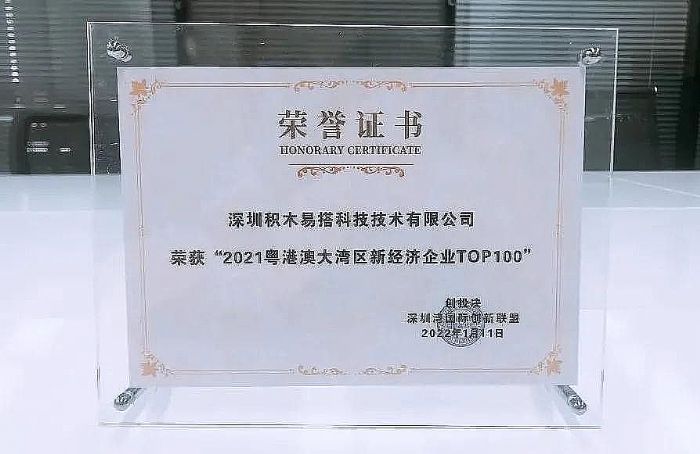 荣誉证书
HONORARY CERTIFICATE
深圳积木易搭科技技术有限公司
荣获“2021粤港澳大湾区新经济企业TOP100”
创投决
深圳湾国际创新联盟
2022年1月11日